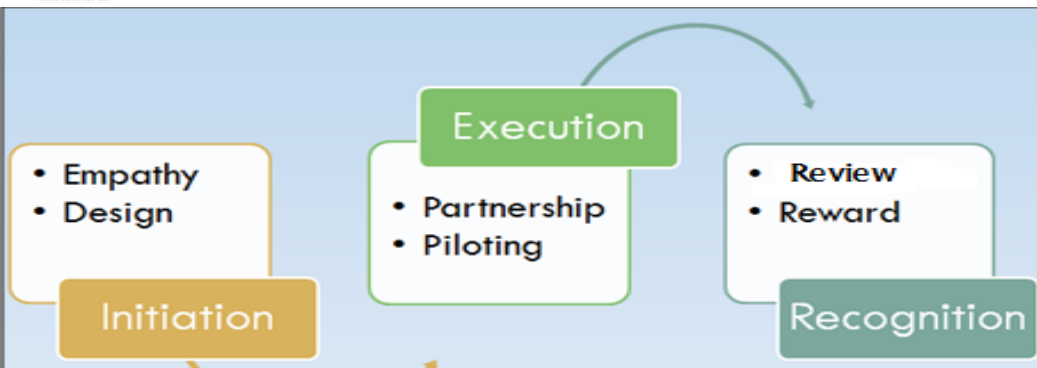 • Empathy
• Design
Initiation
Execution
• Partnership
• Piloting
• Review
• Reward
Recognition